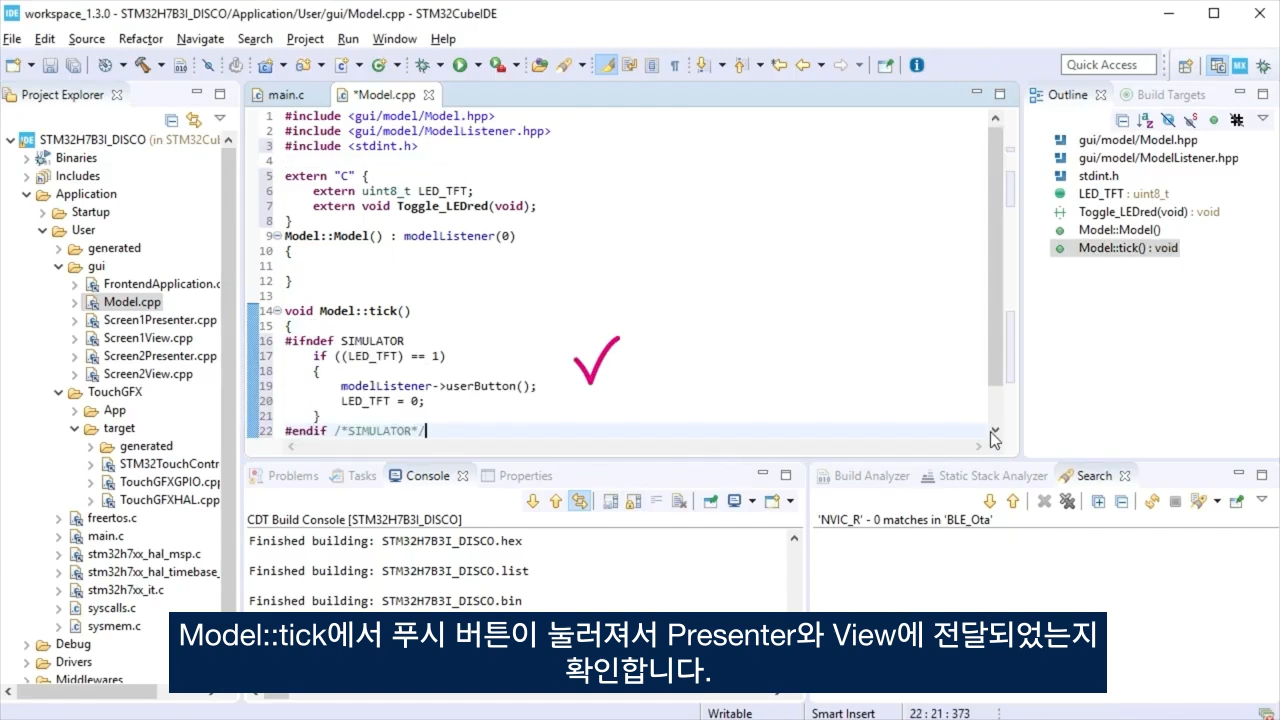 workspace_1.3.0 - STM32H7B3I_DISCO/Application/User/gui/Model.cpp - STM32CubeIDE
File Edit Source Refactor Navigate Search Project Run Window Help
Quick Access
Project Explorer
STM32H7B3I_DISCO (in STM32Cul
Binaries
Includes
Application
Startup
User
generated
gui
FrontendApplication.c
Model.cpp
Screen1Presenter.cpp
Screen1View.cpp
Screen2Presenter.cpp
Screen2View.cpp
TouchGFX
App
target
generated
STM32TouchContr
TouchGFXGPIO.cp
TouchGFXHAL.cpp
freertos.c
main.c
stm32h7xx_hal_msp.c
stm32h7xx_hal_timebase_
stm32h7xx_it.c
syscalls.c
sysmem.c
Debug
Drivers
Middlewares
main.c *Model.cpp
1 #include <gui/model/Model.hpp>
2 #include <gui/model/ModelListener.hpp>
3 #include <stdint.h>
4
5 extern "C" {
6 extern uint8_t LED_TFT;
7 extern void Toggle_LEDred(void);
8 }
9 Model::Model() : modelListener(0)
10 {
11
12 }
13
14 void Model::tick()
15 {
16 #ifndef SIMULATOR
17 if ((LED_TFT) == 1)
18 {
19 modelListener->userButton();
20 LED_TFT = 0;
21 }
22 #endif /*SIMULATOR*/
Outline Build Targets
gui/model/Model.hpp
gui/model/ModelListener.hpp
stdint.h
LED_TFT : uint8_t
Toggle_LEDred(void) : void
Model::Model()
Model::tick() : void
Problems Tasks Console Properties
CDT Build Console [STM32H7B3I_DISCO]
Finished building: STM32H7B3I_DISCO.hex
Finished building: STM32H7B3I_DISCO.list
Finished building: STM32H7B3I_DISCO.bin
Build Analyzer Static Stack Analyzer Search
'NVIC_R' - 0 matches in 'BLE_Ota'
Model::tick에서 푸시 버튼이 눌러져서 Presenter와 View에 전달되었는지
확인합니다.
Writable Smart Insert 22 : 21 : 373